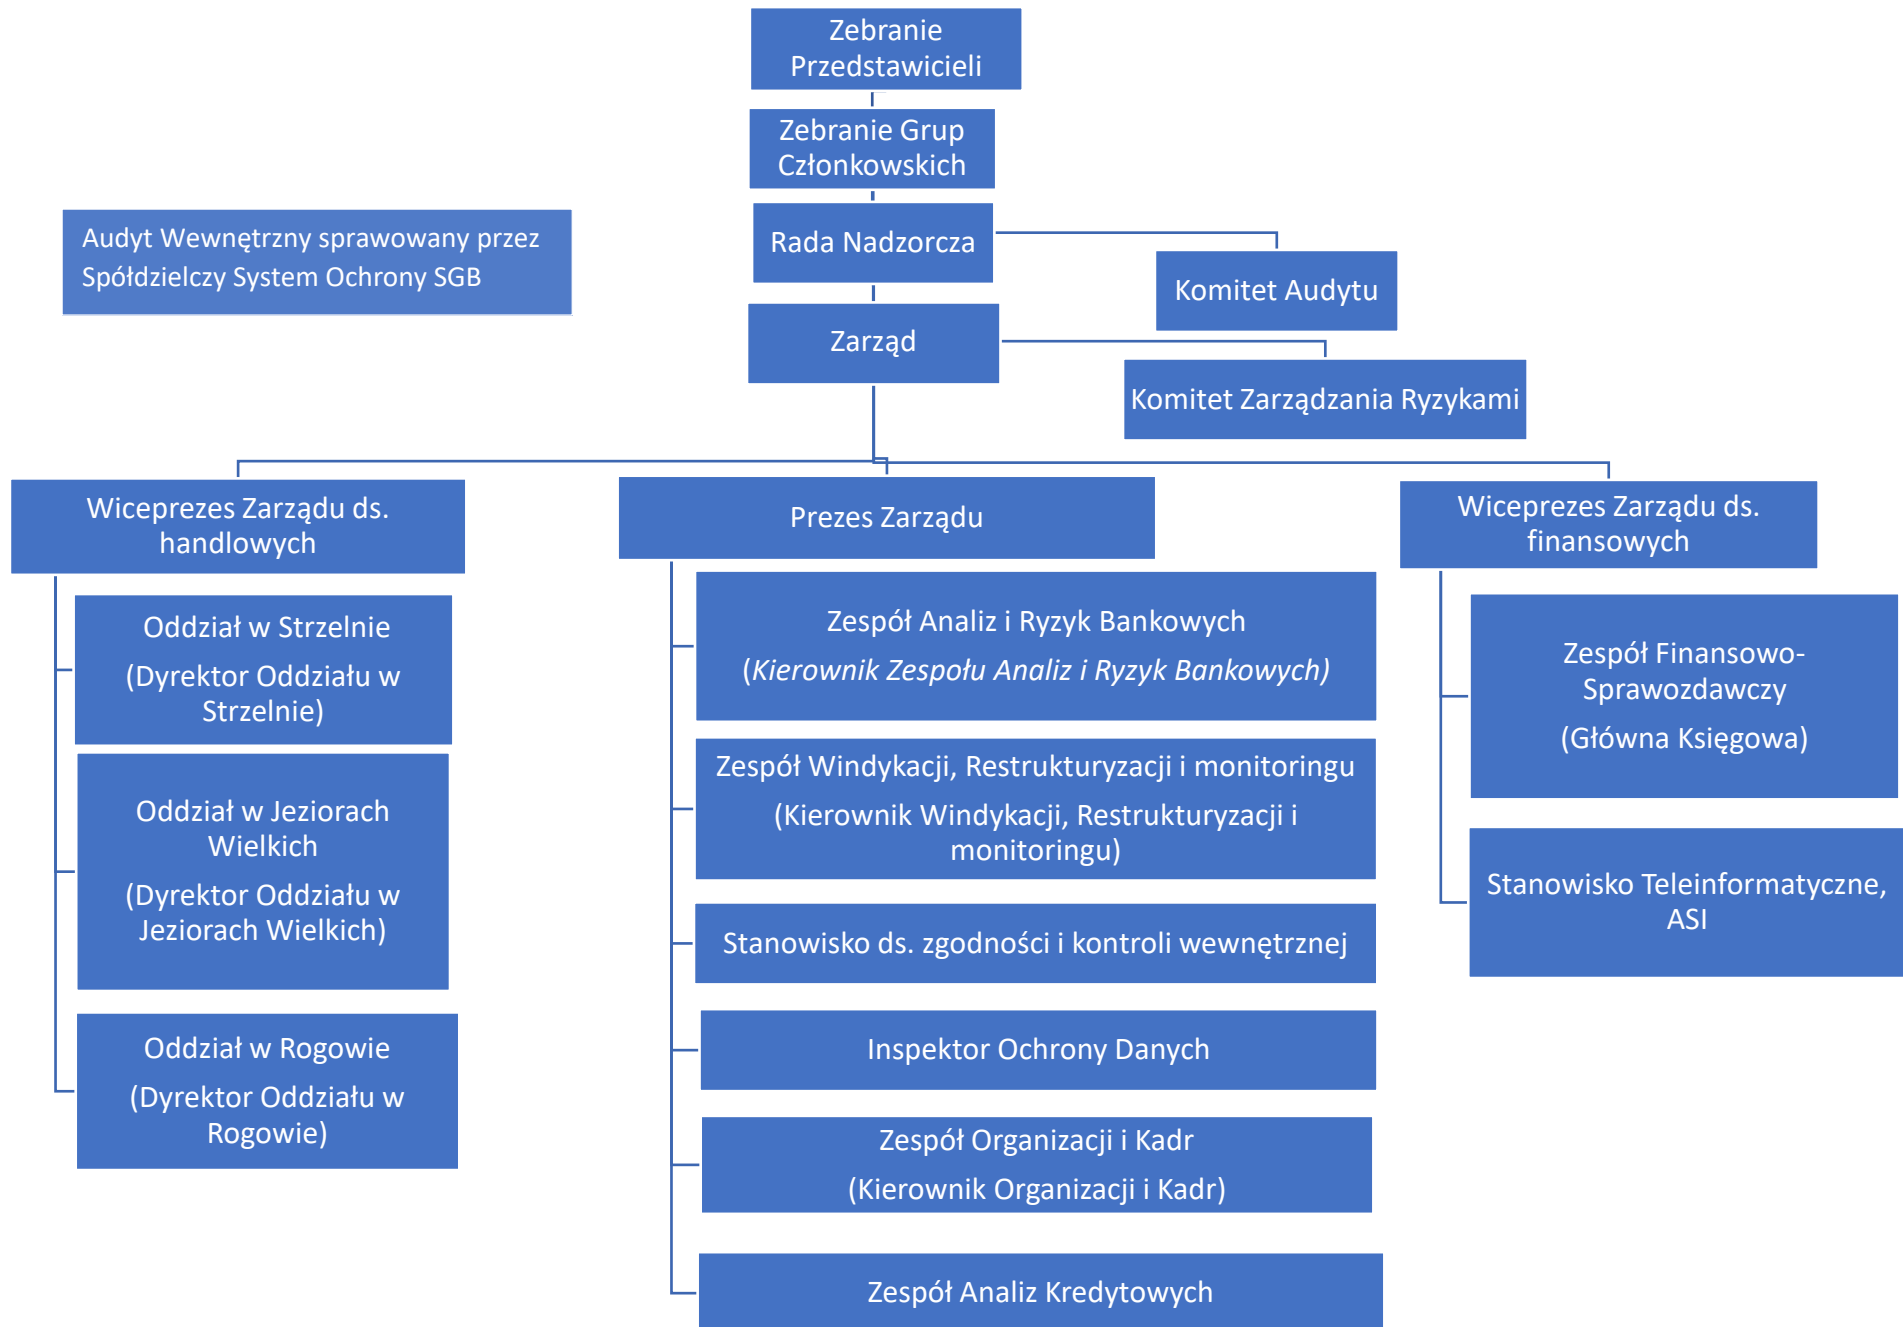 Zebranie
Przedstawicieli
Zebranie Grup
Członkowskich
Audyt Wewnętrzny sprawowany przez
Spółdzielczy System Ochrony SGB
Rada Nadzorcza
Komitet Audytu
Zarząd
Komitet Zarządzania Ryzykami
Wiceprezes Zarządu ds.
handlowych
Prezes Zarządu
Wiceprezes Zarządu ds.
finansowych
Oddział w Strzelnie
(Dyrektor Oddziału w
Strzelnie)
Oddział w Jeziorach
Wielkich
(Dyrektor Oddziału w
Jeziorach Wielkich)
Oddział w Rogowie
(Dyrektor Oddziału w
Rogowie)
Zespół Analiz i Ryzyk Bankowych
(Kierownik Zespołu Analiz i Ryzyk Bankowych)
Zespół Windykacji, Restrukturyzacji i monitoringu
(Kierownik Windykacji, Restrukturyzacji i
monitoringu)
Stanowisko ds. zgodności i kontroli wewnętrznej
Inspektor Ochrony Danych
Zespół Organizacji i Kadr
(Kierownik Organizacji i Kadr)
Zespół Analiz Kredytowych
Zespół Finansowo-
Sprawozdawczy
(Główna Księgowa)
Stanowisko Teleinformatyczne,
ASI